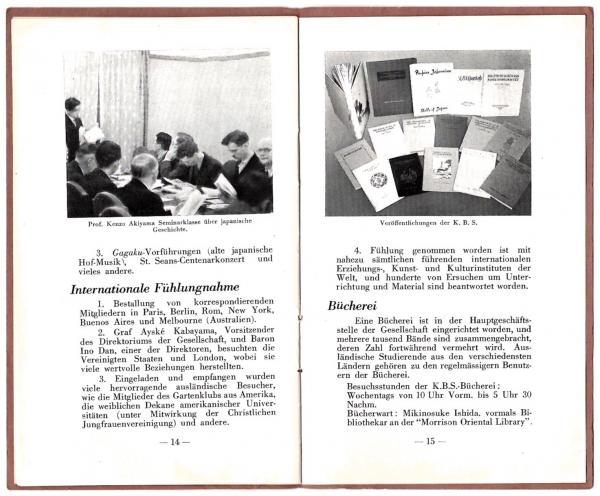 Prof. Kenzo Akiyama Seminarklasse über japanische
Geschichte.
3. Gagaku-Vorführungen (alte japanische
Hof-Musik), St. Seans-Centenarkonzert und
vieles andere.
Internationale Fühlungnahme
1. Bestallung von korrespondierenden
Mitgliedern in Paris, Berlin, Rom, New York,
Buenos Aires und Melbourne (Australien).
2. Graf Ayské Kabayama, Vorsitzender
des Direktoriums der Gesellschaft, und Baron
Ino Dan, einer der Direktoren, besuchten die
Vereinigten Staaten und London, wobei sie
viele wertvolle Beziehungen herstellten.
3. Eingeladen und empfangen wurden
viele hervorragende ausländische Besucher,
wie die Mitglieder des Gartenklubs aus Amerika,
die weiblichen Dekane amerikanischer Univer-
sitäten (unter Mitwirkung der Christlichen
Jungfrauenvereinigung) und andere.
— 14 —
Veröffentlichungen der K. B. S.
4. Fühlung genommen worden ist mit
nahezu sämtlichen führenden internationalen
Erziehungs-, Kunst- und Kulturinstituten der
Welt, und hunderte von Ersuchen um Unter-
richtung und Material sind beantwortet worden.
Bücherei
Eine Bücherei ist in der Hauptgeschäfts-
stelle der Gesellschaft eingerichtet worden, und
mehrere tausend Bände sind zusammengebracht,
deren Zahl fortwährend vermehrt wird. Aus-
ländische Studierende aus den verschiedensten
Ländern gehören zu den regelmässigen Benutz-
ern der Bücherei.
Besuchsstunden der K.B.S.-Bücherei:
Wochentags von 10 Uhr Vorm. bis 5 Uhr 30
Nachm.
Bücherwart: Mikinosuke Ishida. vormals Bi-
bliothekar an der "Morrison Oriental Library".
— 15 —